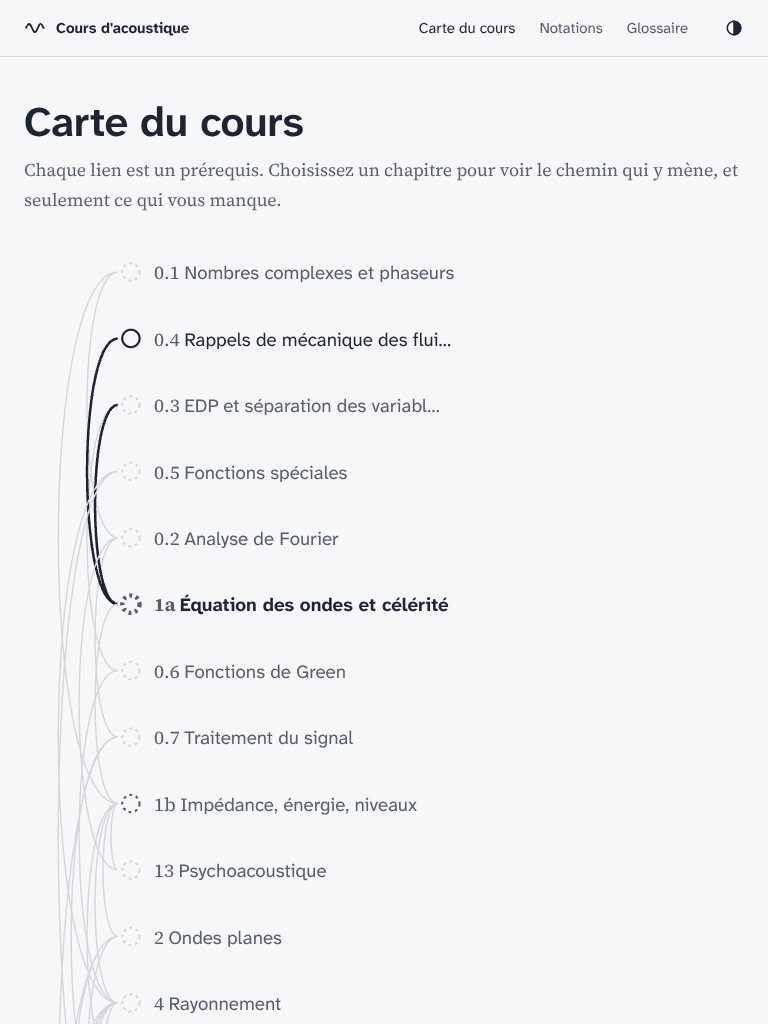 Cours d'acoustique
Carte du cours
Notations
Glossaire
Carte du cours
Chaque lien est un prérequis. Choisissez un chapitre pour voir le chemin qui y mène, et
seulement ce qui vous manque.
0.1 Nombres complexes et phaseurs
0.4 Rappels de mécanique des flui...
0.3 EDP et séparation des variabl...
0.5 Fonctions spéciales
0.2 Analyse de Fourier
1a Équation des ondes et célérité
0.6 Fonctions de Green
0.7 Traitement du signal
1b Impédance, énergie, niveaux
13 Psychoacoustique
2 Ondes planes
4 Rayonnement